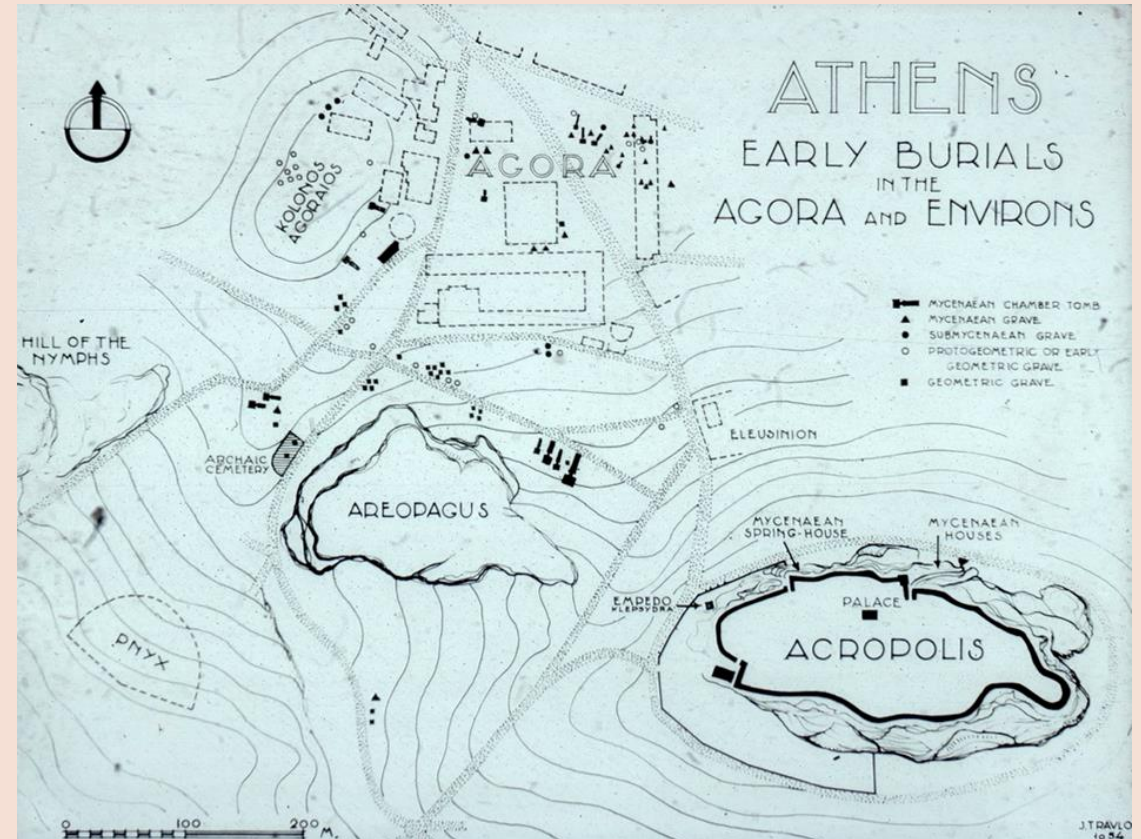 ATHENS
EARLY BURIALS
IN THE
AGORA AND ENVIRONS
AGORA
KOLONOS
AGORAIOS
MYCENAEAN CHAMBER TOMB
MYCENAEAN GRAVE
SUBMYCENAEAN GRAVE
PROTOGEOMETRIC OR EARLY
GEOMETRIC GRAVE
GEOMETRIC GRAVE
HILL OF THE
NYMPHS
ELEUSINION
ARCHAIC
CEMETERY
AREOPAGUS
MYCENAEAN
SPRING-HOUSE
MYCENAEAN
HOUSES
EMPEDO
KLEPSYDRA
PALACE
ACROPOLIS
PNYX
0 100 200 M.
J. TRAVLO
1954